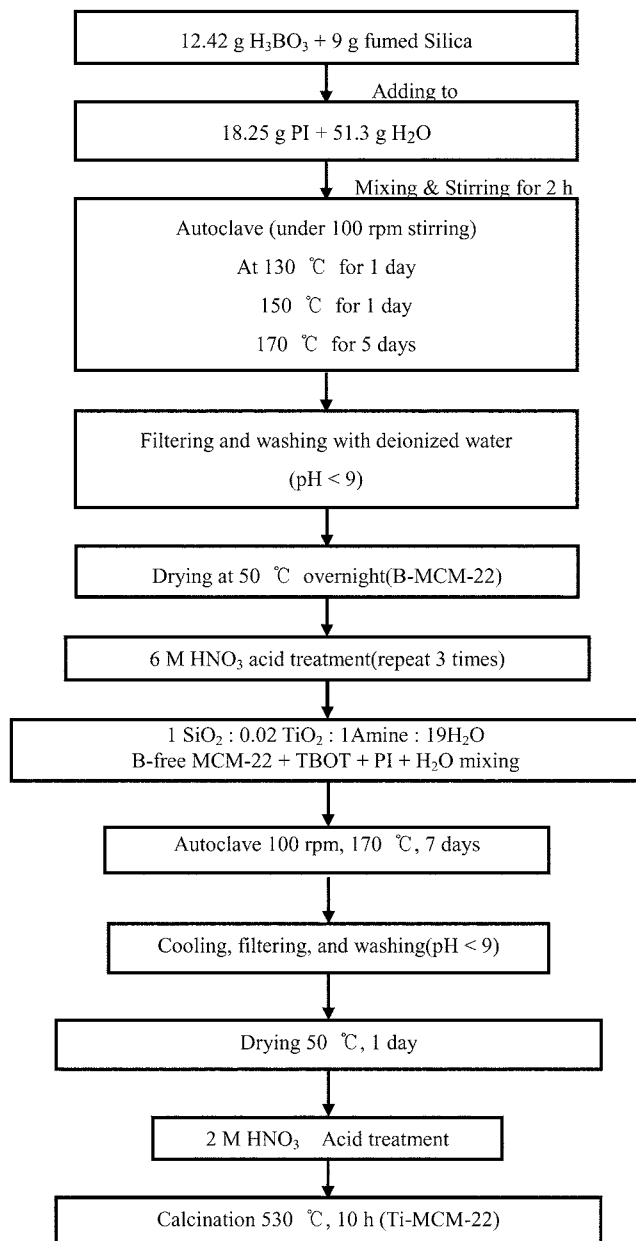 12.42 g H₃BO₃ + 9 g fumed Silica
Adding to
18.25 g PI + 51.3 g H₂O
Mixing & Stirring for 2 h
Autoclave (under 100 rpm stirring)
At 130 ℃ for 1 day
150 ℃ for 1 day
170 ℃ for 5 days
Filtering and washing with deionized water
(pH < 9)
Drying at 50 ℃ overnight(B-MCM-22)
6 M HNO₃ acid treatment(repeat 3 times)
1 SiO₂ : 0.02 TiO₂ : 1Amine : 19H₂O
B-free MCM-22 + TBOT + PI + H₂O mixing
Autoclave 100 rpm, 170 ℃, 7 days
Cooling, filtering, and washing(pH < 9)
Drying 50 ℃, 1 day
2 M HNO₃ Acid treatment
Calcination 530 ℃, 10 h (Ti-MCM-22)